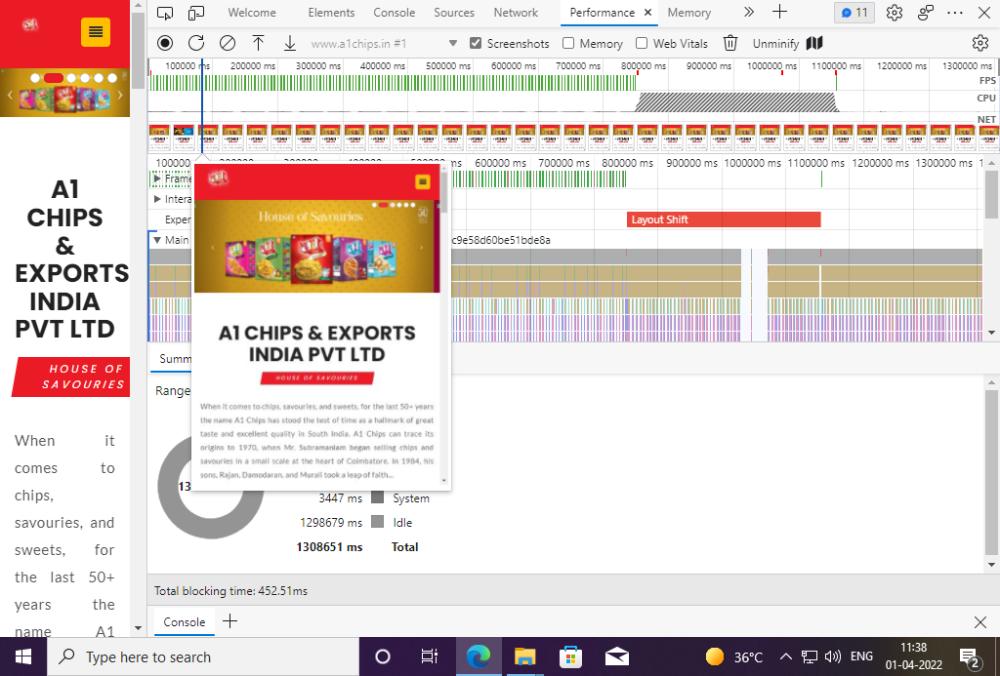 Welcome Elements Console Sources Network Performance Memory 11
www.a1chips.in #1 Screenshots Memory Web Vitals Unminify
100000 ms 200000 ms 300000 ms 400000 ms 500000 ms 600000 ms 700000 ms 800000 ms 900000 ms 1000000 ms 1100000 ms 1200000 ms 1300000 ms
FPS
CPU
NET
600000 ms 700000 ms 800000 ms 900000 ms 1000000 ms 1100000 ms 1200000 ms 1300000 ms
Frame
Intera
Exper
Layout Shift
Main
c9e58d60be51bde8a
Summ
Range
House of Savouries
50
A1 CHIPS & EXPORTS
INDIA PVT LTD
HOUSE OF SAVOURIES
When it comes to chips, savouries, and sweets, for the last 50+ years
the name A1 Chips has stood the test of time as a hallmark of great
taste and excellent quality in South India. A1 Chips can trace its
origins to 1970, when Mr. Subramaniam began selling chips and
savouries in a small scale at the heart of Coimbatore. In 1984, his
sons, Rajan, Damodaran, and Murali took a leap of faith...
13
3447 ms System
1298679 ms Idle
1308651 ms Total
Total blocking time: 452.51ms
Console
A1
CHIPS
&
EXPORTS
INDIA
PVT LTD
HOUSE OF
SAVOURIES
When it
comes to
chips,
savouries, and
sweets, for
the last 50+
years the
name A1
Type here to search
36°C
ENG
11:38
01-04-2022
2